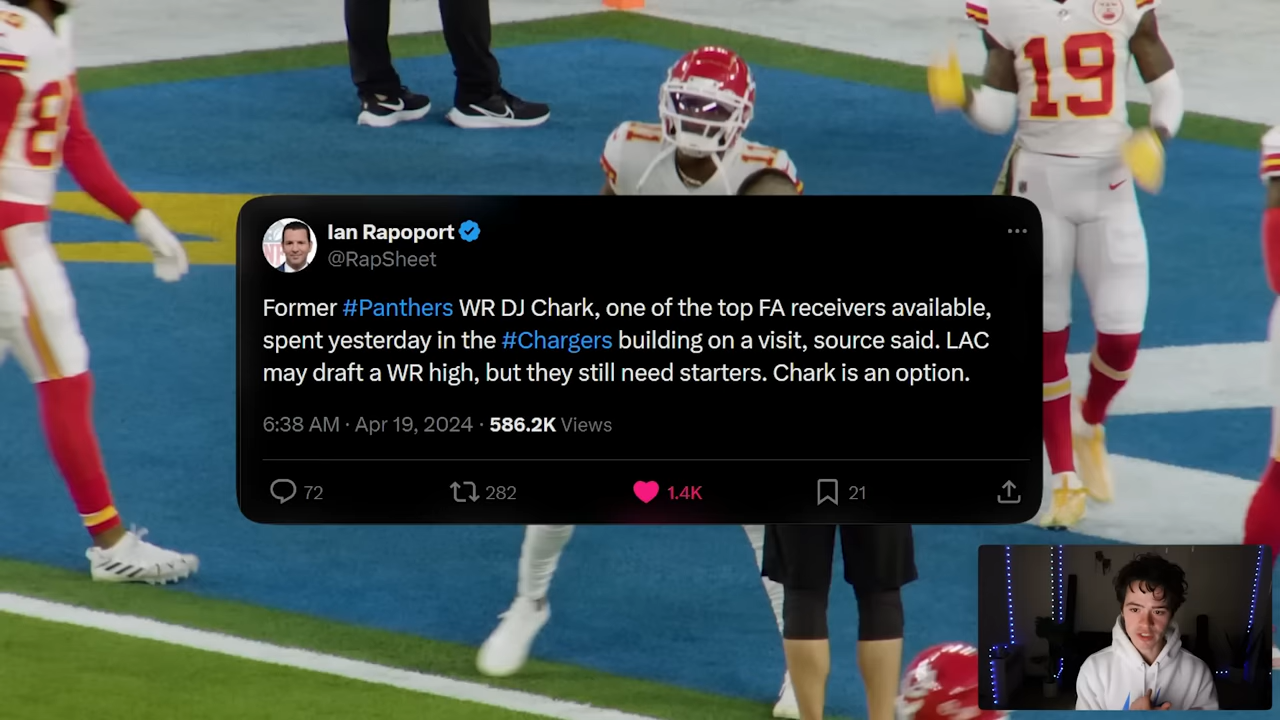 19
11 11
Ian Rapoport
@RapSheet
Former #Panthers WR DJ Chark, one of the top FA receivers available,
spent yesterday in the #Chargers building on a visit, source said. LAC
may draft a WR high, but they still need starters. Chark is an option.
6:38 AM · Apr 19, 2024 · 586.2K Views
72 282 1.4K 21